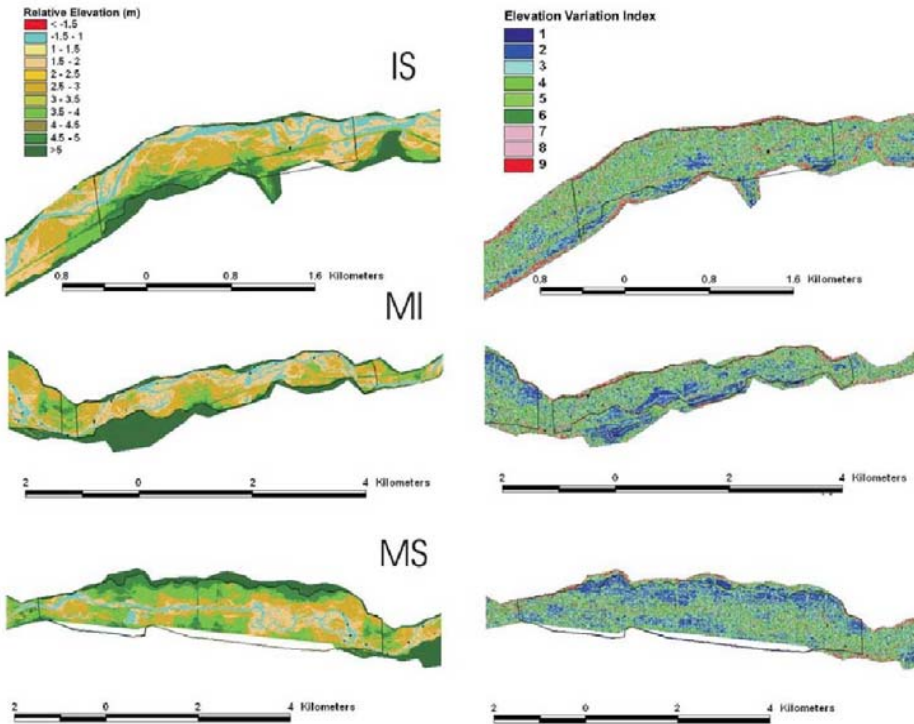 Relative Elevation (m)
< -1.5
-1.5 - 1
1 - 1.5
1.5 - 2
2 - 2.5
2.5 - 3
3 - 3.5
3.5 - 4
4 - 4.5
4.5 - 5
>5
IS
0.8 0 0.8 1.6 Kilometers
Elevation Variation Index
1
2
3
4
5
6
7
8
9
0.8 0 0.8 1.6 Kilometers
MI
2 0 2 4 Kilometers
2 0 2 4 Kilometers
MS
2 0 2 4 Kilometers
2 0 2 4 Kilometers